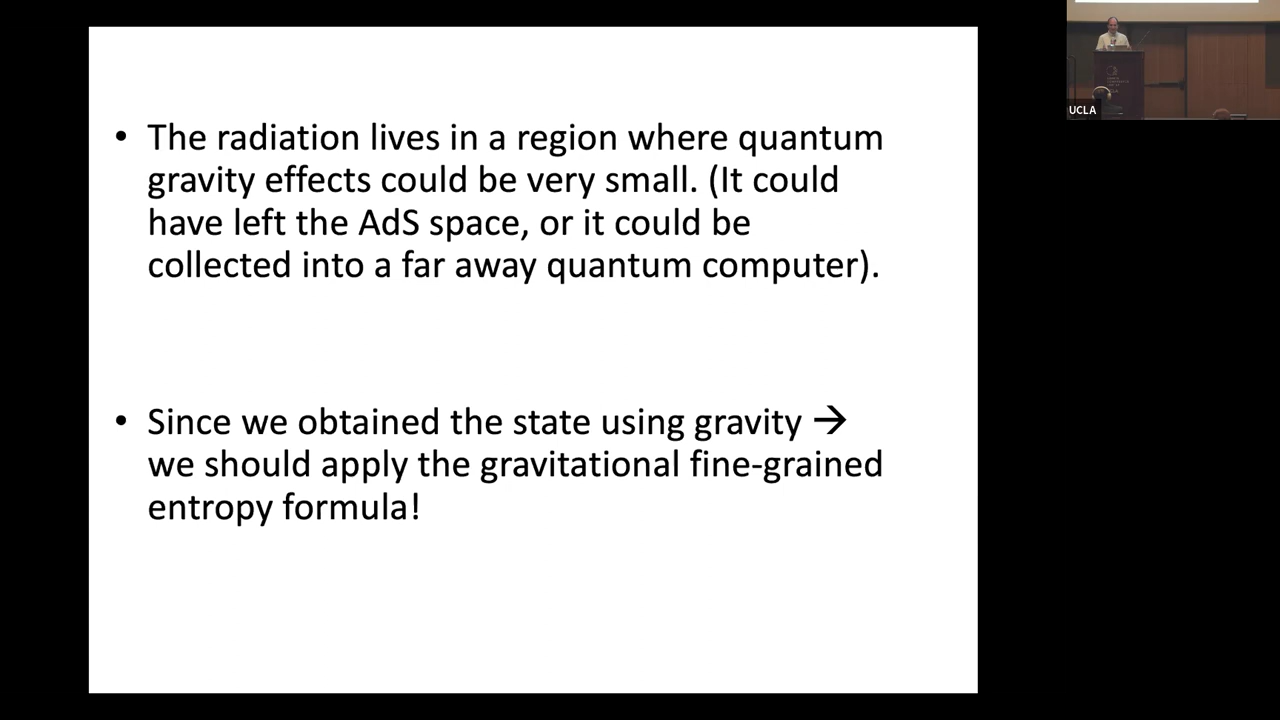 • The radiation lives in a region where quantum
gravity effects could be very small. (It could
have left the AdS space, or it could be
collected into a far away quantum computer).
• Since we obtained the state using gravity →
we should apply the gravitational fine-grained
entropy formula!
UCLA